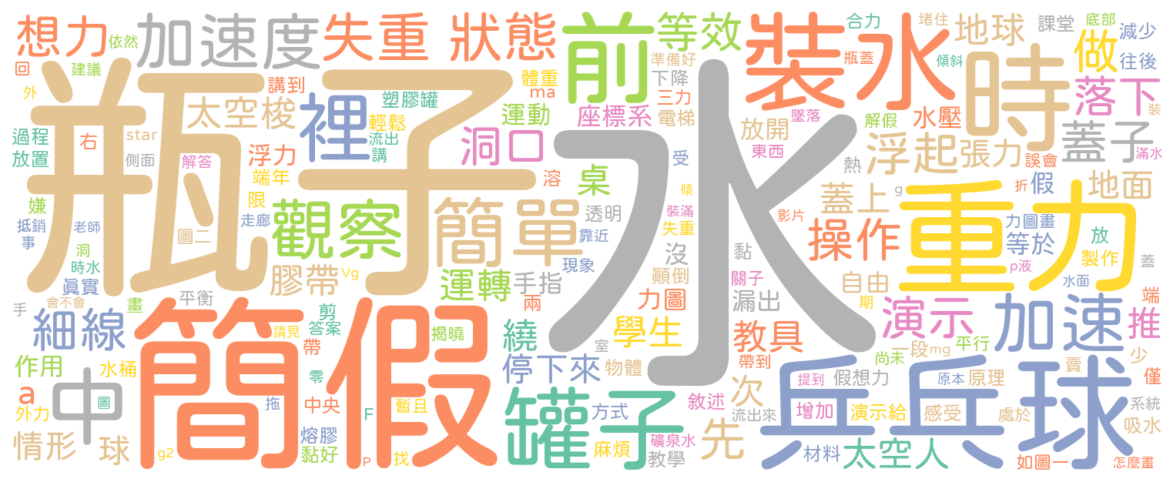 想力
依然
加速度
失重
狀態
前
等效
裝水
合力
堵住
地球
課堂
底部
減少
回
建議
講到
體重
準備好
下降
瓶蓋
傾斜
做
往後
外
瓶子
太空梭
ma
塑膠罐
三力
水
時
落下
過程
右
star
裡
輕鬆
運動
座標系
電梯
墜落
解假
水壓
裝
放置
側面
解答
浮力
流出
講
洞口
放開
東西
浮起
張力
誤會
蓋子
滿水
嫌
端年
溶
桌
受
熱
折
假
地面
抵銷
老師
限
觀察
簡單
透明
傾
蓋上
g
重力
事
洞
走廊
靠近
裝滿
影片
力圖畫
放
時水
圖二
沒
失重
操作
等於
製作
真實
膠帶
Vg
現象
黏
顛倒
ρ液
蓋
平衡
運轉
手指
關子
自由
水面
手
會不會
畫
兩
力圖
漏出
期
端
細線
簡
假
請見
剪
答案
揭曉
繞
學生
教具
演示
加速
推
作用
水桶
帶
室
尚未
一段
mg
平行
賣
少
a
中
圖
零
停下來
物體
帶到
次
假想力
乒乓球
提到
原本
原理
僅
外力
拖
中央
F
暫且
罐子
方式
敘述
流出來
增加
演示給
感受
處於
系統
吸水
情形
球
熔膠
黏好
找
麻煩
礦泉水
教學
先
材料
太空人
如圖一
怎麼畫
g2
P